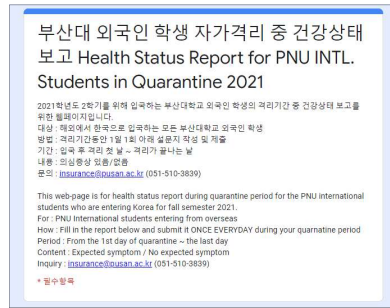 부산대 외국인 학생 자가격리 중 건강상태
보고 Health Status Report for PNU INTL.
Students in Quarantine 2021
2021학년도 2학기를 위해 입국하는 부산대학교 외국인 학생의 격리기간 중 건강상태 보고를
위한 웹페이지입니다.
대상 : 해외에서 한국으로 입국하는 모든 부산대학교 외국인 학생
방법 : 격리기간동안 1일 1회 아래 설문지 작성 및 제출
기간 : 입국 후 격리 첫 날 ~ 격리가 끝나는 날
내용 : 의심증상 있음/없음
문의 : insurance@pusan.ac.kr (051-510-3839)
This web-page is for health status report during quarantine period for the PNU international
students who are entering Korea for fall semester 2021.
For : PNU International students entering from overseas
How : Fill in the report below and submit it ONCE EVERYDAY during your quarnatine period
Period : From the 1st day of quarantine ~ the last day
Content : Expected symptom / No expected symptom
Inquiry : insurance@pusan.ac.kr (051-510-3839)
* 필수항목